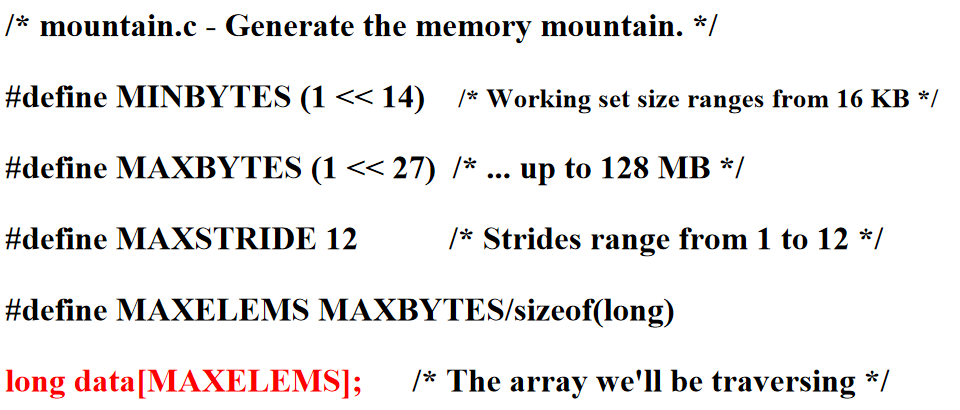 /* mountain.c - Generate the memory mountain. */
#define MINBYTES (1 << 14) /* Working set size ranges from 16 KB */
#define MAXBYTES (1 << 27) /* ... up to 128 MB */
#define MAXSTRIDE 12 /* Strides range from 1 to 12 */
#define MAXELEMS MAXBYTES/sizeof(long)
long data[MAXELEMS]; /* The array we'll be traversing */